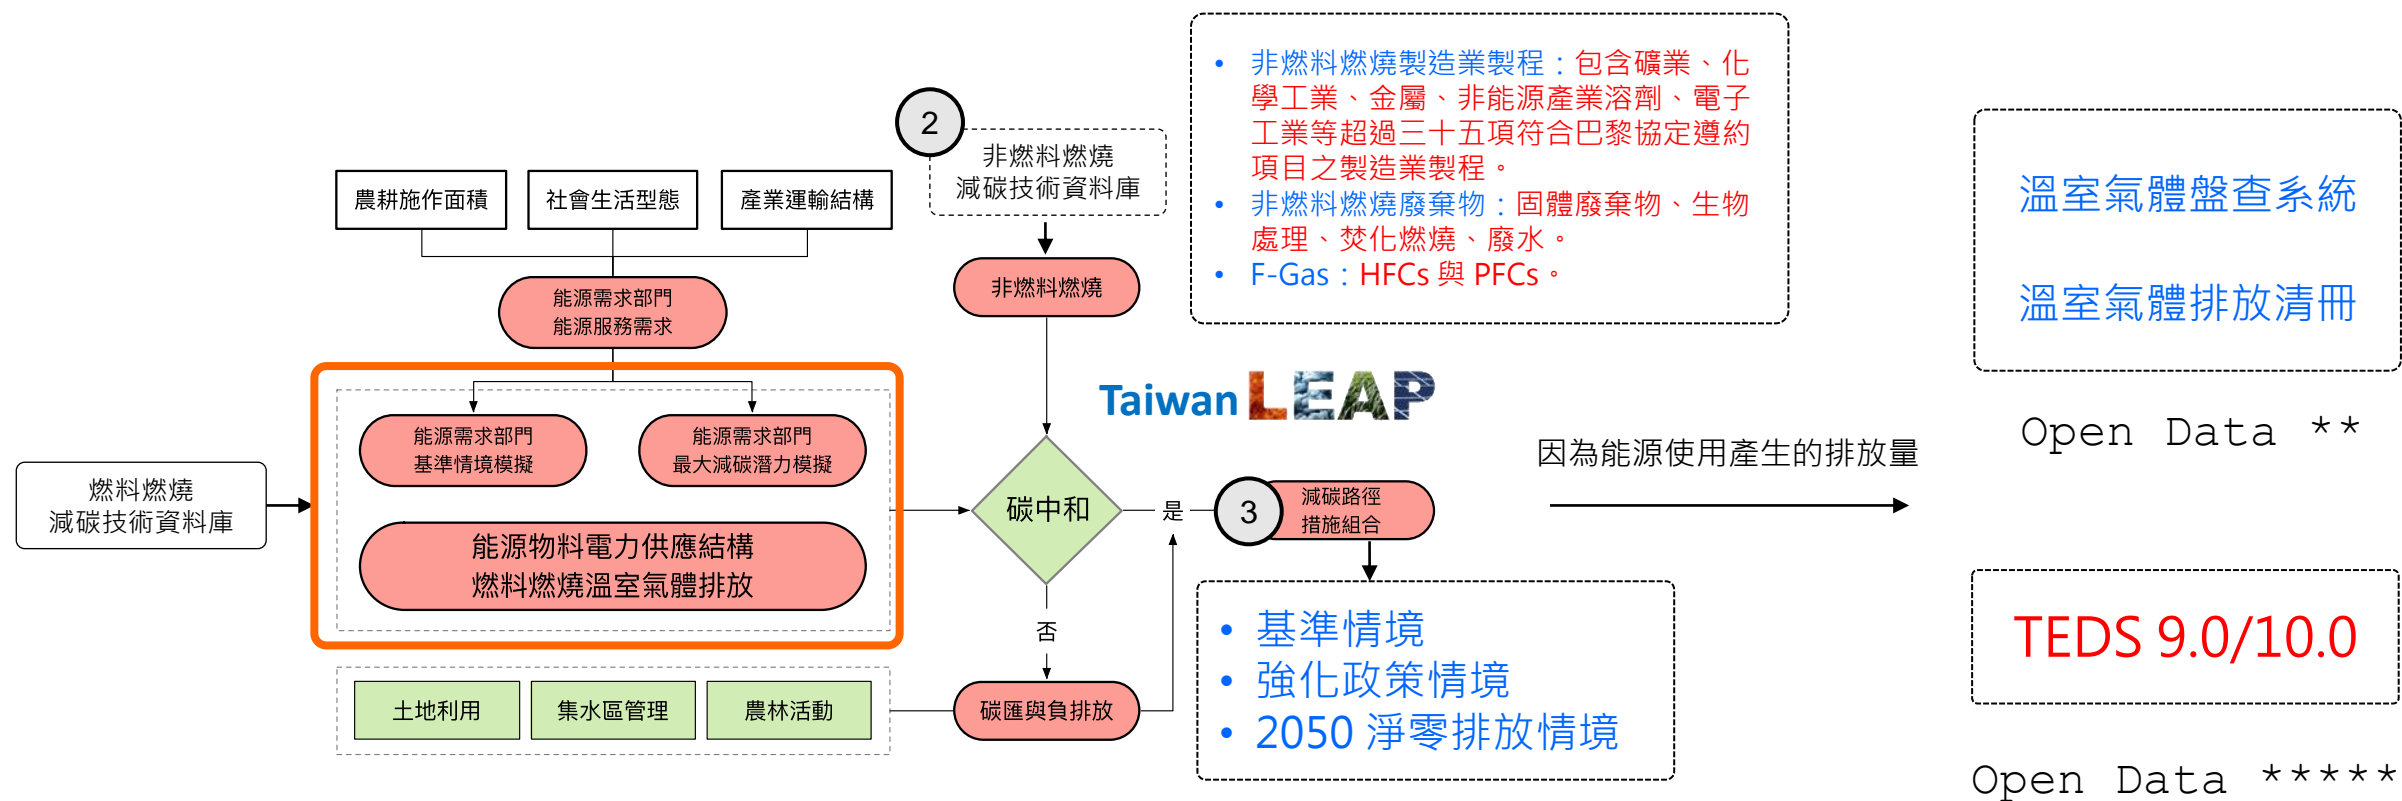 • 非燃料燃燒製造業製程：包含礦業、化
學工業、金屬、非能源產業溶劑、電子
工業等超過三十五項符合巴黎協定遵約
項目之製造業製程。
• 非燃料燃燒廢棄物：固體廢棄物、生物
處理、焚化燃燒、廢水。
• F-Gas：HFCs 與 PFCs。
2
非燃料燃燒
減碳技術資料庫
農耕施作面積
社會生活型態
產業運輸結構
能源需求部門
能源服務需求
非燃料燃燒
溫室氣體盤查系統
溫室氣體排放清冊
Open Data **
Taiwan LEAP
能源需求部門
基準情境模擬
能源需求部門
最大減碳潛力模擬
燃料燃燒
減碳技術資料庫
能源物料電力供應結構
燃料燃燒溫室氣體排放
碳中和
是
3
減碳路徑
措施組合
因為能源使用產生的排放量
否
• 基準情境
• 強化政策情境
• 2050 淨零排放情境
土地利用
集水區管理
農林活動
碳匯與負排放
TEDS 9.0/10.0
Open Data *****